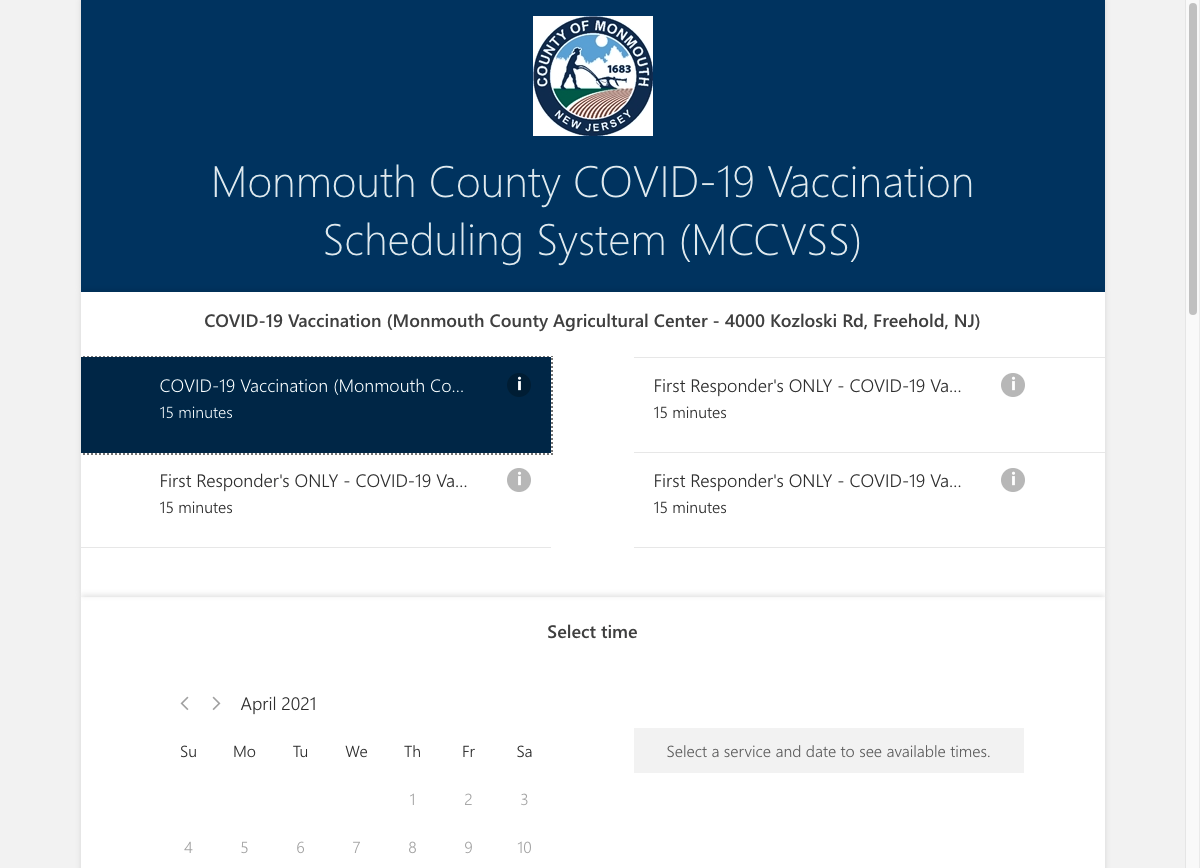 COUNTY OF MONMOUTH
1683
NEW JERSEY
Monmouth County COVID-19 Vaccination
Scheduling System (MCCVSS)
COVID-19 Vaccination (Monmouth County Agricultural Center - 4000 Kozloski Rd, Freehold, NJ)
COVID-19 Vaccination (Monmouth Co...
i
15 minutes
First Responder's ONLY - COVID-19 Va...
i
15 minutes
First Responder's ONLY - COVID-19 Va...
i
15 minutes
First Responder's ONLY - COVID-19 Va...
i
15 minutes
Select time
April 2021
Su Mo Tu We Th Fr Sa
Select a service and date to see available times.
1 2 3
4 5 6 7 8 9 10